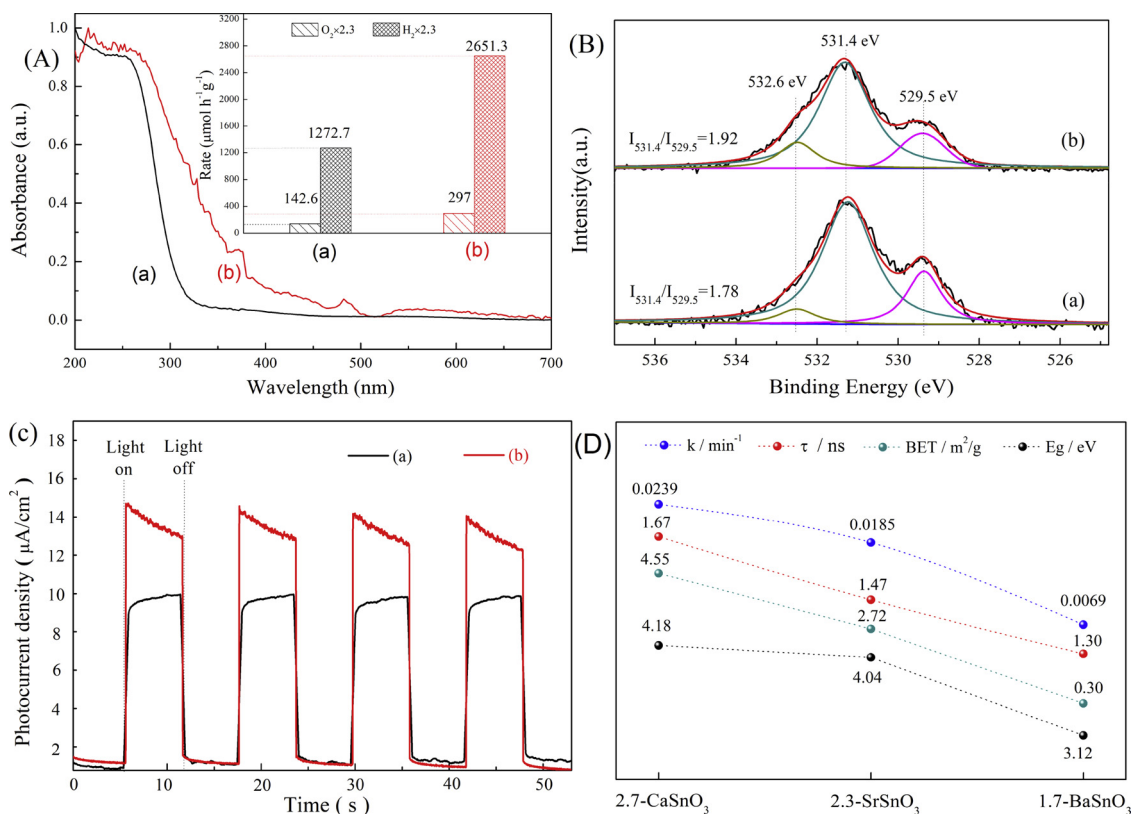 (A)
1.0
0.8
0.6
0.4
0.2
0.0
Absorbance (a.u.)
200 300 400 500 600 700
Wavelength (nm)
(a)
(b)
3200
2800
2400
2000
1600
1200
800
400
0
Rate (μmol h⁻¹g⁻¹)
O₂×2.3 H₂×2.3
142.6
1272.7
297
2651.3
(a) (b)
(B)
531.4 eV
532.6 eV
529.5 eV
I₅₃₁.₄/I₅₂₉.₅=1.92
(b)
I₅₃₁.₄/I₅₂₉.₅=1.78
(a)
Intensity(a.u.)
536 534 532 530 528 526
Binding Energy (eV)
(c)
18
16
14
12
10
8
6
4
2
Photocurrent density ( μA/cm² )
Light
on
Light
off
(a) (b)
0 10 20 30 40 50
Time ( s )
(D)
k / min⁻¹ τ / ns BET / m²/g Eg / eV
0.0239
0.0185
0.0069
1.67
1.47
1.30
4.55
2.72
0.30
4.18
4.04
3.12
2.7-CaSnO₃ 2.3-SrSnO₃ 1.7-BaSnO₃